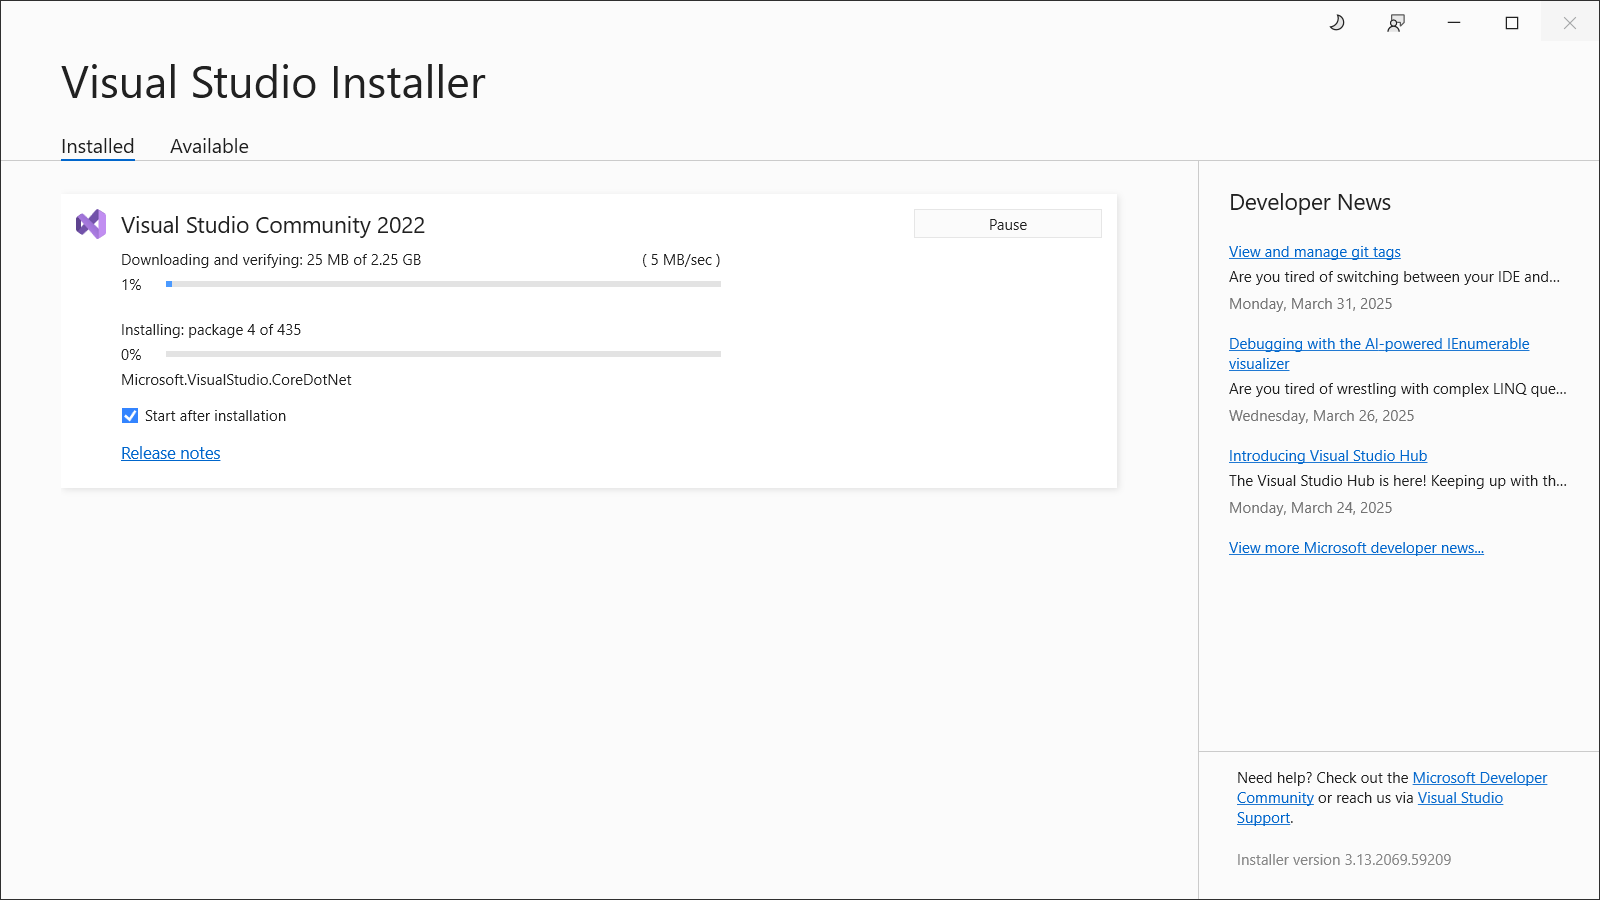 Visual Studio Installer
Installed
Available
Visual Studio Community 2022
Pause
Downloading and verifying: 25 MB of 2.25 GB
( 5 MB/sec )
1%
Installing: package 4 of 435
0%
Microsoft.VisualStudio.CoreDotNet
Start after installation
Release notes
Developer News
View and manage git tags
Are you tired of switching between your IDE and...
Monday, March 31, 2025
Debugging with the AI-powered IEnumerable
visualizer
Are you tired of wrestling with complex LINQ que...
Wednesday, March 26, 2025
Introducing Visual Studio Hub
The Visual Studio Hub is here! Keeping up with th...
Monday, March 24, 2025
View more Microsoft developer news...
Need help? Check out the Microsoft Developer
Community or reach us via Visual Studio
Support.
Installer version 3.13.2069.59209